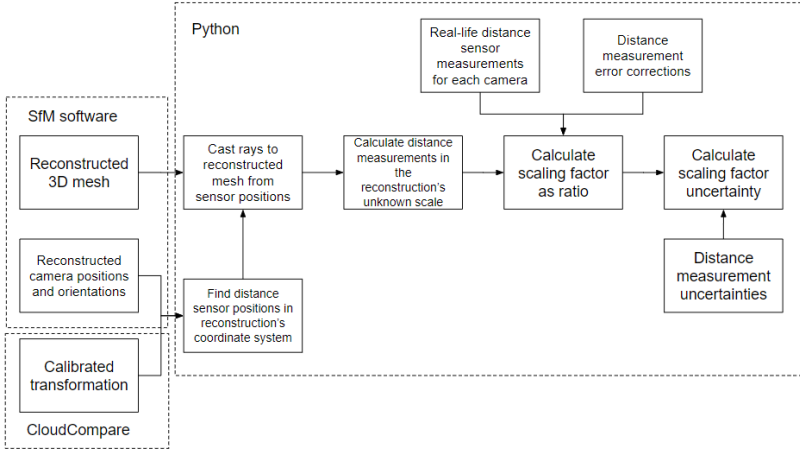 Python
Real-life distance
sensor
measurements
for each camera
Distance
measurement
error corrections
SfM software
Reconstructed
3D mesh
Cast rays to
reconstructed
mesh from
sensor positions
Calculate distance
measurements in
the
reconstruction's
unknown scale
Calculate
scaling factor
as ratio
Calculate
scaling factor
uncertainty
Reconstructed
camera positions
and orientations
Find distance
sensor positions in
reconstruction's
coordinate system
Distance
measurement
uncertainties
Calibrated
transformation
CloudCompare